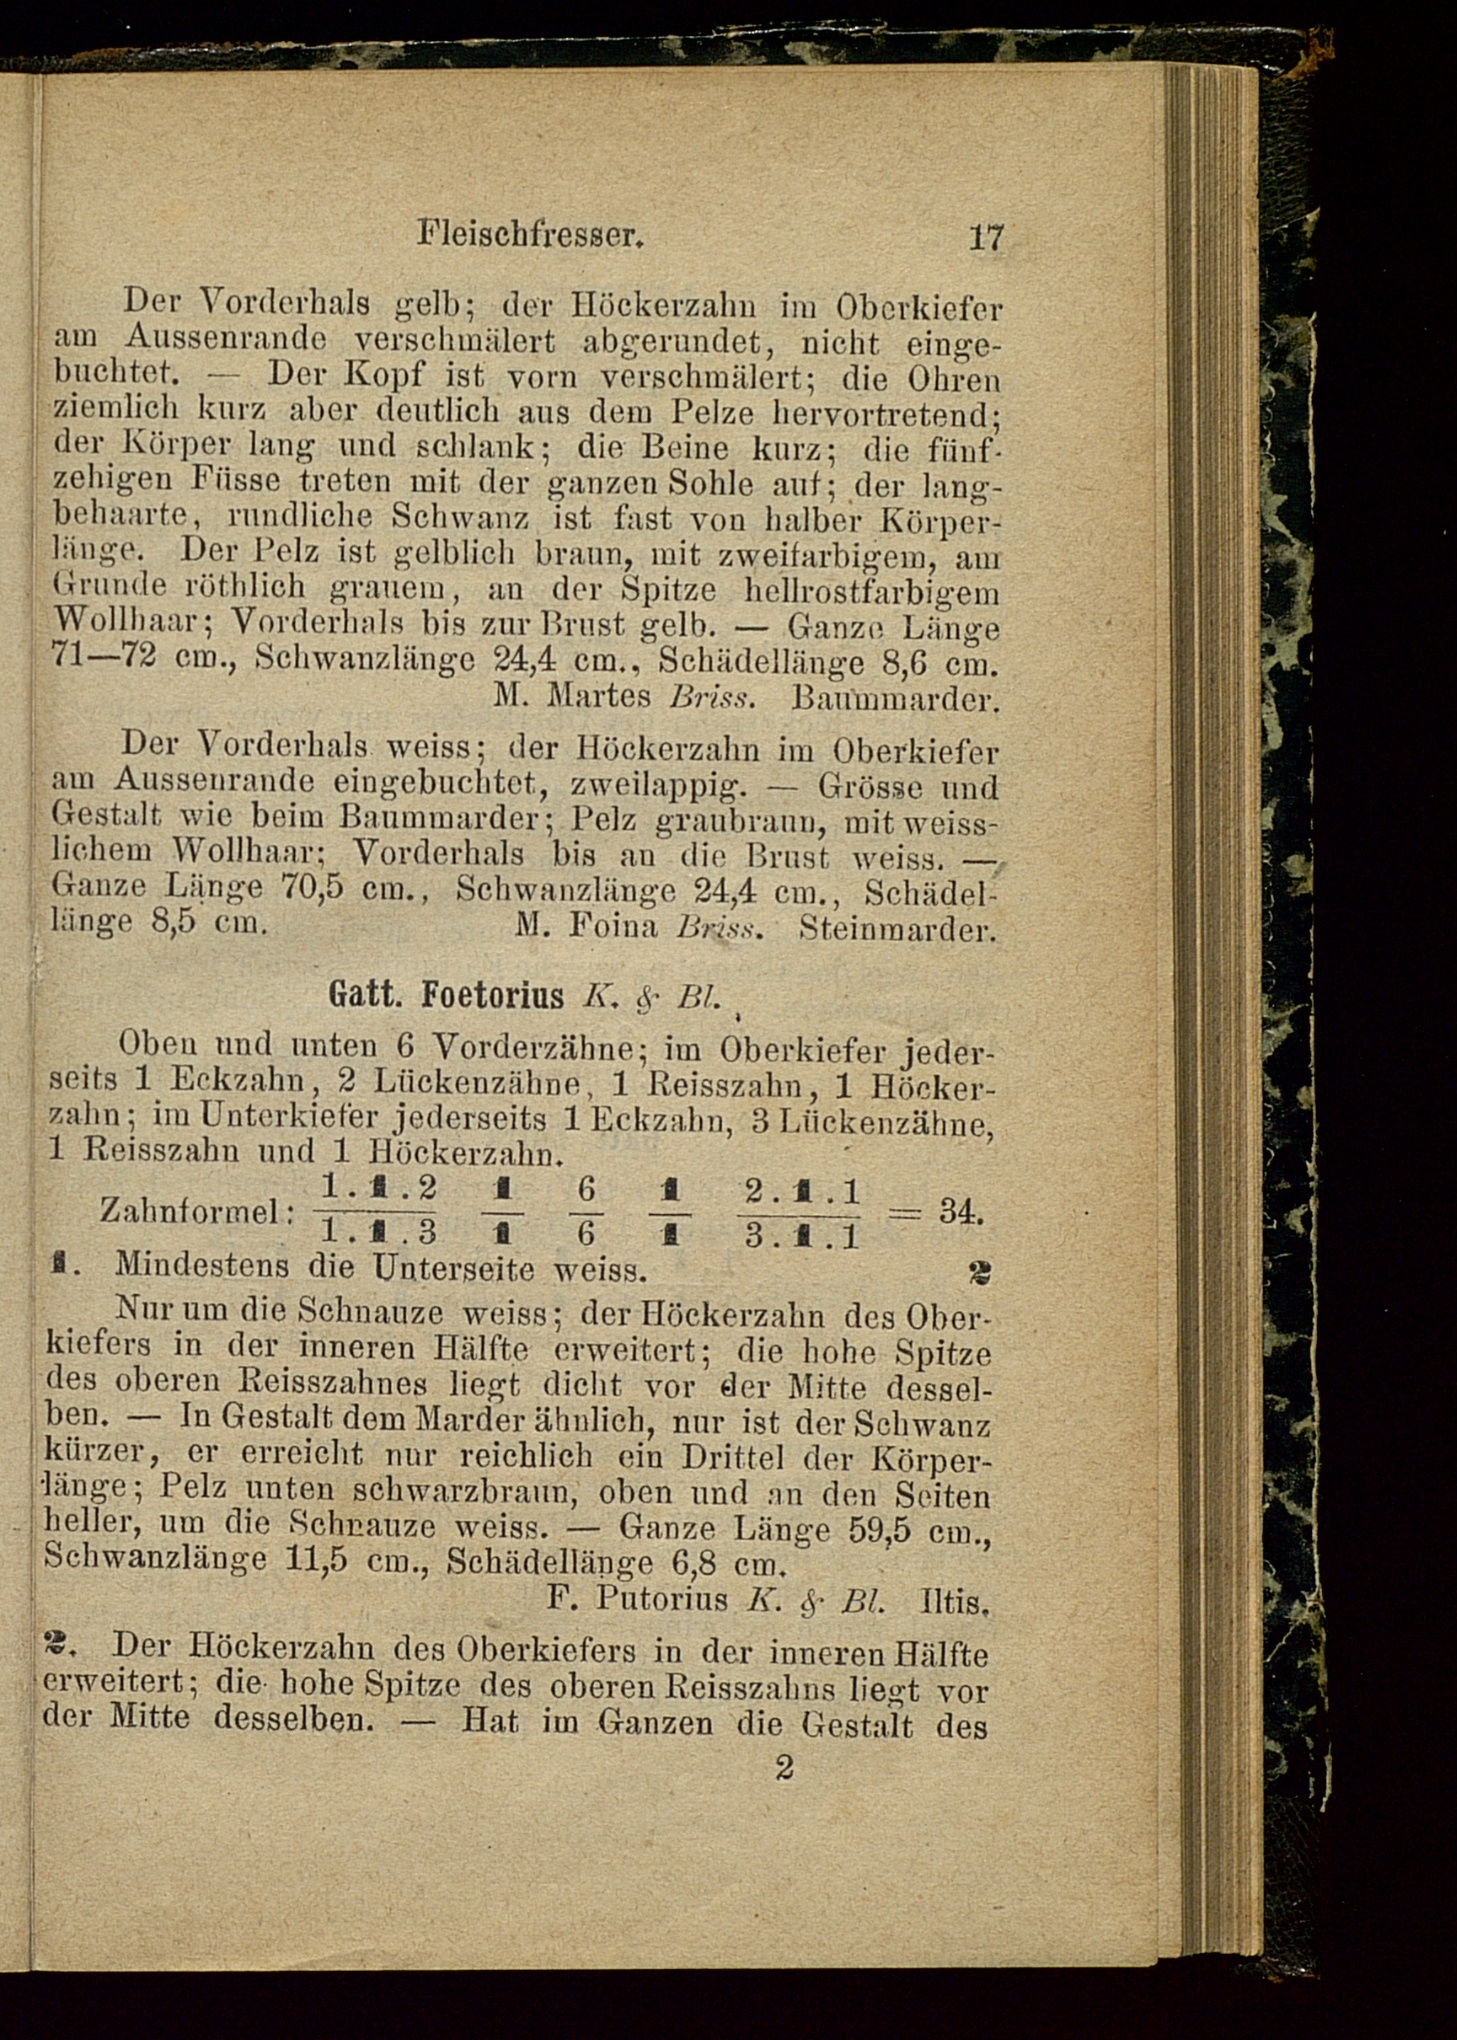 Fleischfresser. 17
Der Vorderhals gelb; der Höckerzahn im Oberkiefer
am Aussenrande verschmälert abgerundet, nicht einge-
buchtet. — Der Kopf ist vorn verschmälert; die Ohren
ziemlich kurz aber deutlich aus dem Pelze hervortretend;
der Körper lang und schlank; die Beine kurz; die fünf-
zehigen Füsse treten mit der ganzen Sohle auf; der lang-
behaarte, rundliche Schwanz ist fast von halber Körper-
länge. Der Pelz ist gelblich braun, mit zweifarbigem, am
Grunde röthlich grauem, an der Spitze hellrostfarbigem
Wollhaar; Vorderhals bis zur Brust gelb. — Ganze Länge
71—72 cm., Schwanzlänge 24,4 cm., Schädellänge 8,6 cm.
M. Martes Briss. Baummarder.
Der Vorderhals weiss; der Höckerzahn im Oberkiefer
am Aussenrande eingebuchtet, zweilappig. — Grösse und
Gestalt wie beim Baummarder; Pelz graubraun, mit weiss-
lichem Wollhaar; Vorderhals bis an die Brust weiss. —
Ganze Länge 70,5 cm., Schwanzlänge 24,4 cm., Schädel-
länge 8,5 cm. M. Foina Briss. Steinmarder.
Gatt. Foetorius K. & Bl.
Oben und unten 6 Vorderzähne; im Oberkiefer jeder-
seits 1 Eckzahn, 2 Lückenzähne, 1 Reisszahn, 1 Höcker-
zahn; im Unterkiefer jederseits 1 Eckzahn, 3 Lückenzähne,
1 Reisszahn und 1 Höckerzahn.
1.1.2 1 6 1 2.1.1
Zahnformel: = 34.
1.1.3 1 6 1 3.1.1
1. Mindestens die Unterseite weiss. 2
Nur um die Schnauze weiss; der Höckerzahn des Ober-
kiefers in der inneren Hälfte erweitert; die hohe Spitze
des oberen Reisszahnes liegt dicht vor der Mitte dessel-
ben. — In Gestalt dem Marder ähnlich, nur ist der Schwanz
kürzer, er erreicht nur reichlich ein Drittel der Körper-
länge; Pelz unten schwarzbraun, oben und an den Seiten
heller, um die Schnauze weiss. — Ganze Länge 59,5 cm.,
Schwanzlänge 11,5 cm., Schädellänge 6,8 cm.
F. Putorius K. & Bl. Iltis.
2. Der Höckerzahn des Oberkiefers in der inneren Hälfte
erweitert; die hohe Spitze des oberen Reisszahns liegt vor
der Mitte desselben. — Hat im Ganzen die Gestalt des
2